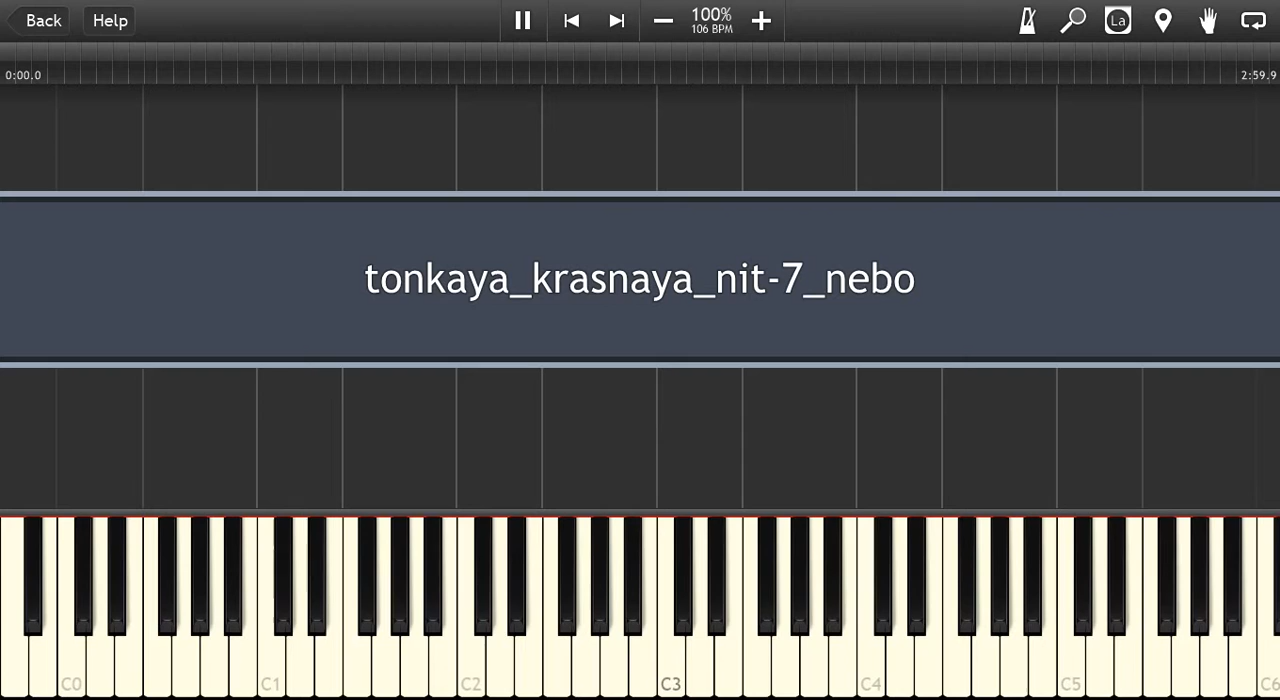 Back Help 100% La
106 BPM
0:00.0 2:59.9
tonkaya_krasnaya_nit-7_nebo
C0 C1 C2 C3 C4 C5 C6